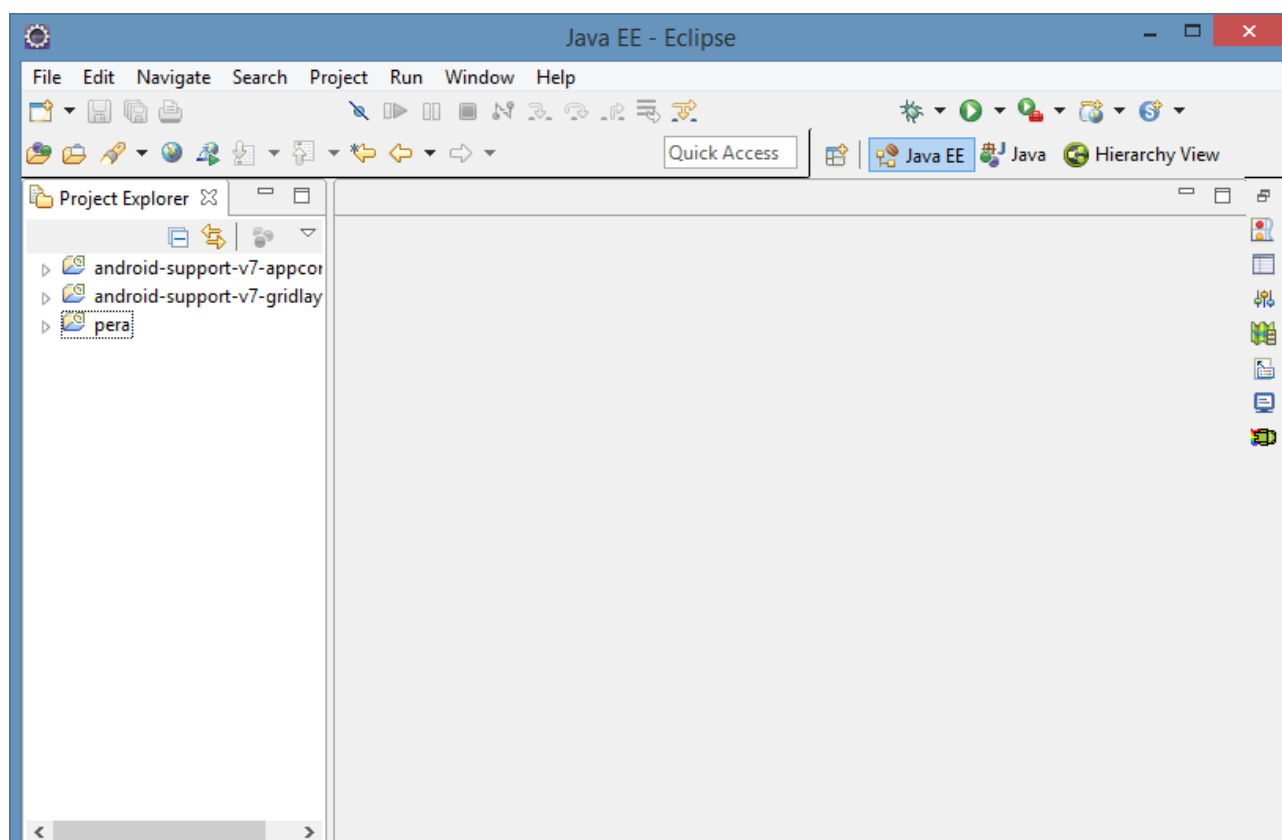 Java EE - Eclipse
File Edit Navigate Search Project Run Window Help
Quick Access Java EE Java Hierarchy View
Project Explorer
android-support-v7-appcor
android-support-v7-gridlay
pera